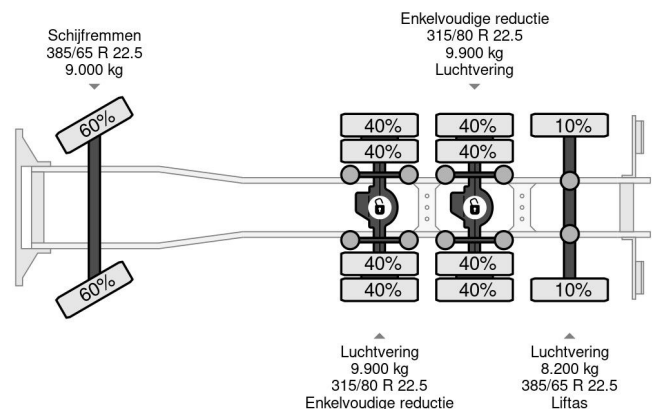 Enkelvoudige reductie
315/80 R 22.5
9.900 kg
Luchtvering
Schijfremmen
385/65 R 22.5
9.000 kg
60%
40%
40%
10%
40%
40%
40%
40%
60%
40%
40%
10%
Luchtvering
9.900 kg
315/80 R 22.5
Enkelvoudige reductie
Luchtvering
8.200 kg
385/65 R 22.5
Liftas